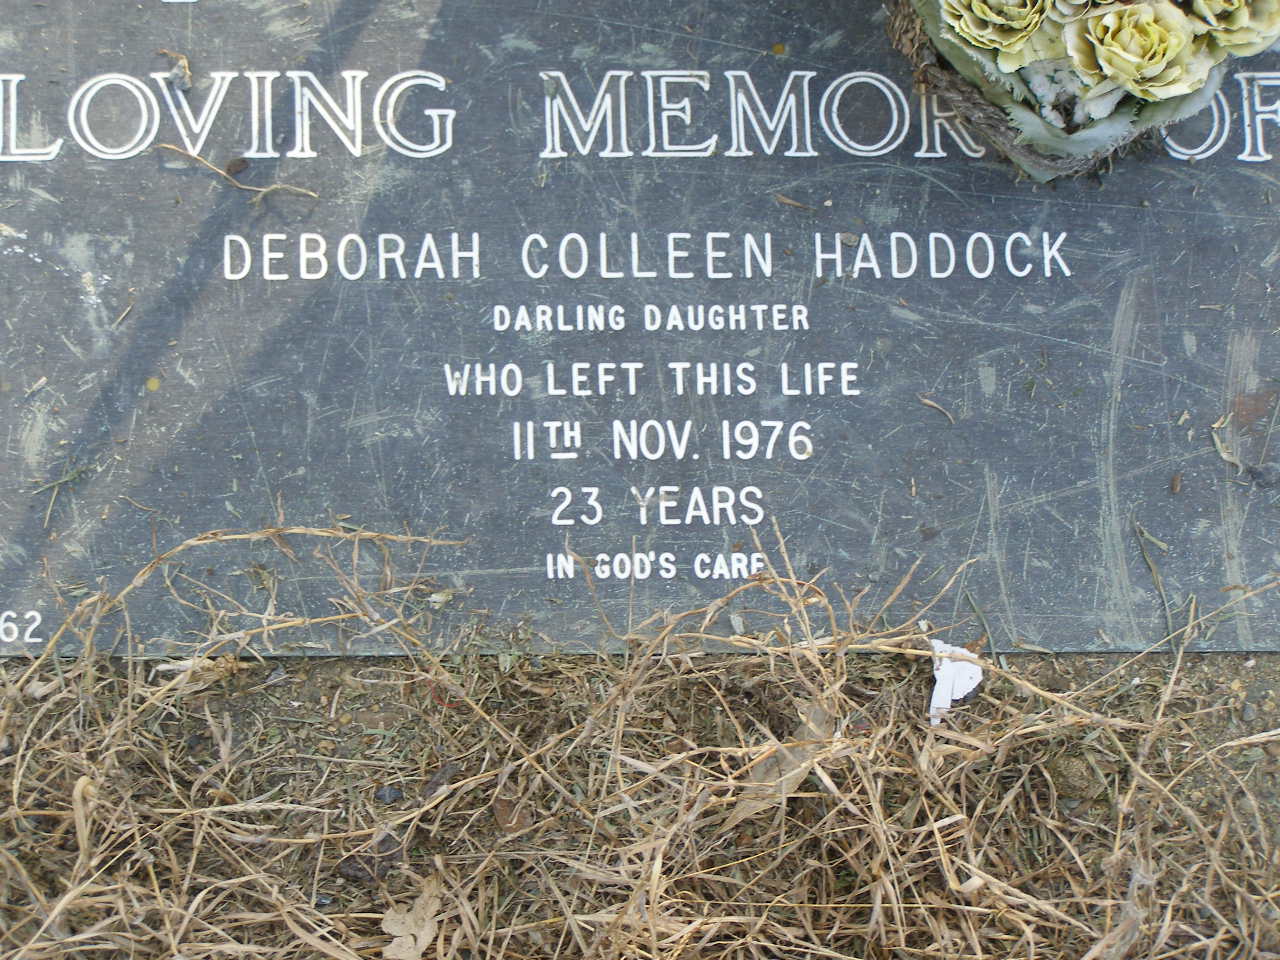 LOVING MEMORY OF
DEBORAH COLLEEN HADDOCK
DARLING DAUGHTER
WHO LEFT THIS LIFE
11TH NOV. 1976
23 YEARS
IN GOD'S CARE
62